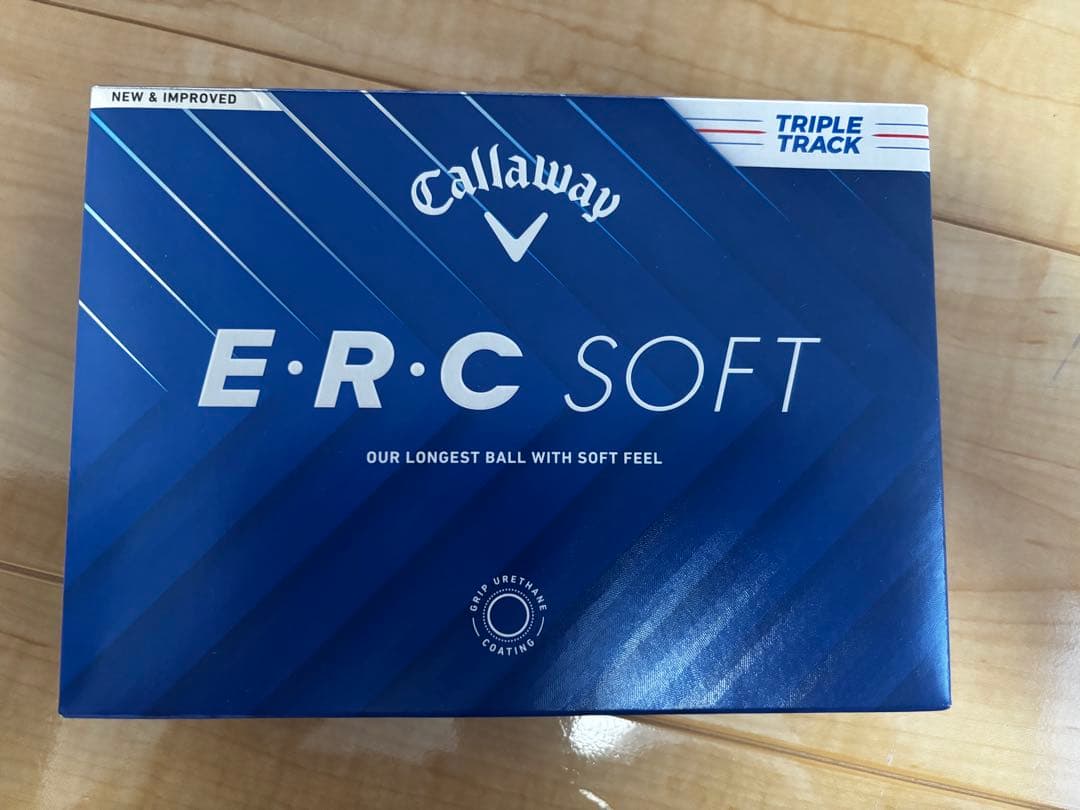 NEW & IMPROVED
TRIPLE
TRACK
Callaway
E·R·C SOFT
OUR LONGEST BALL WITH SOFT FEEL
GRIP URETHANE
COATING